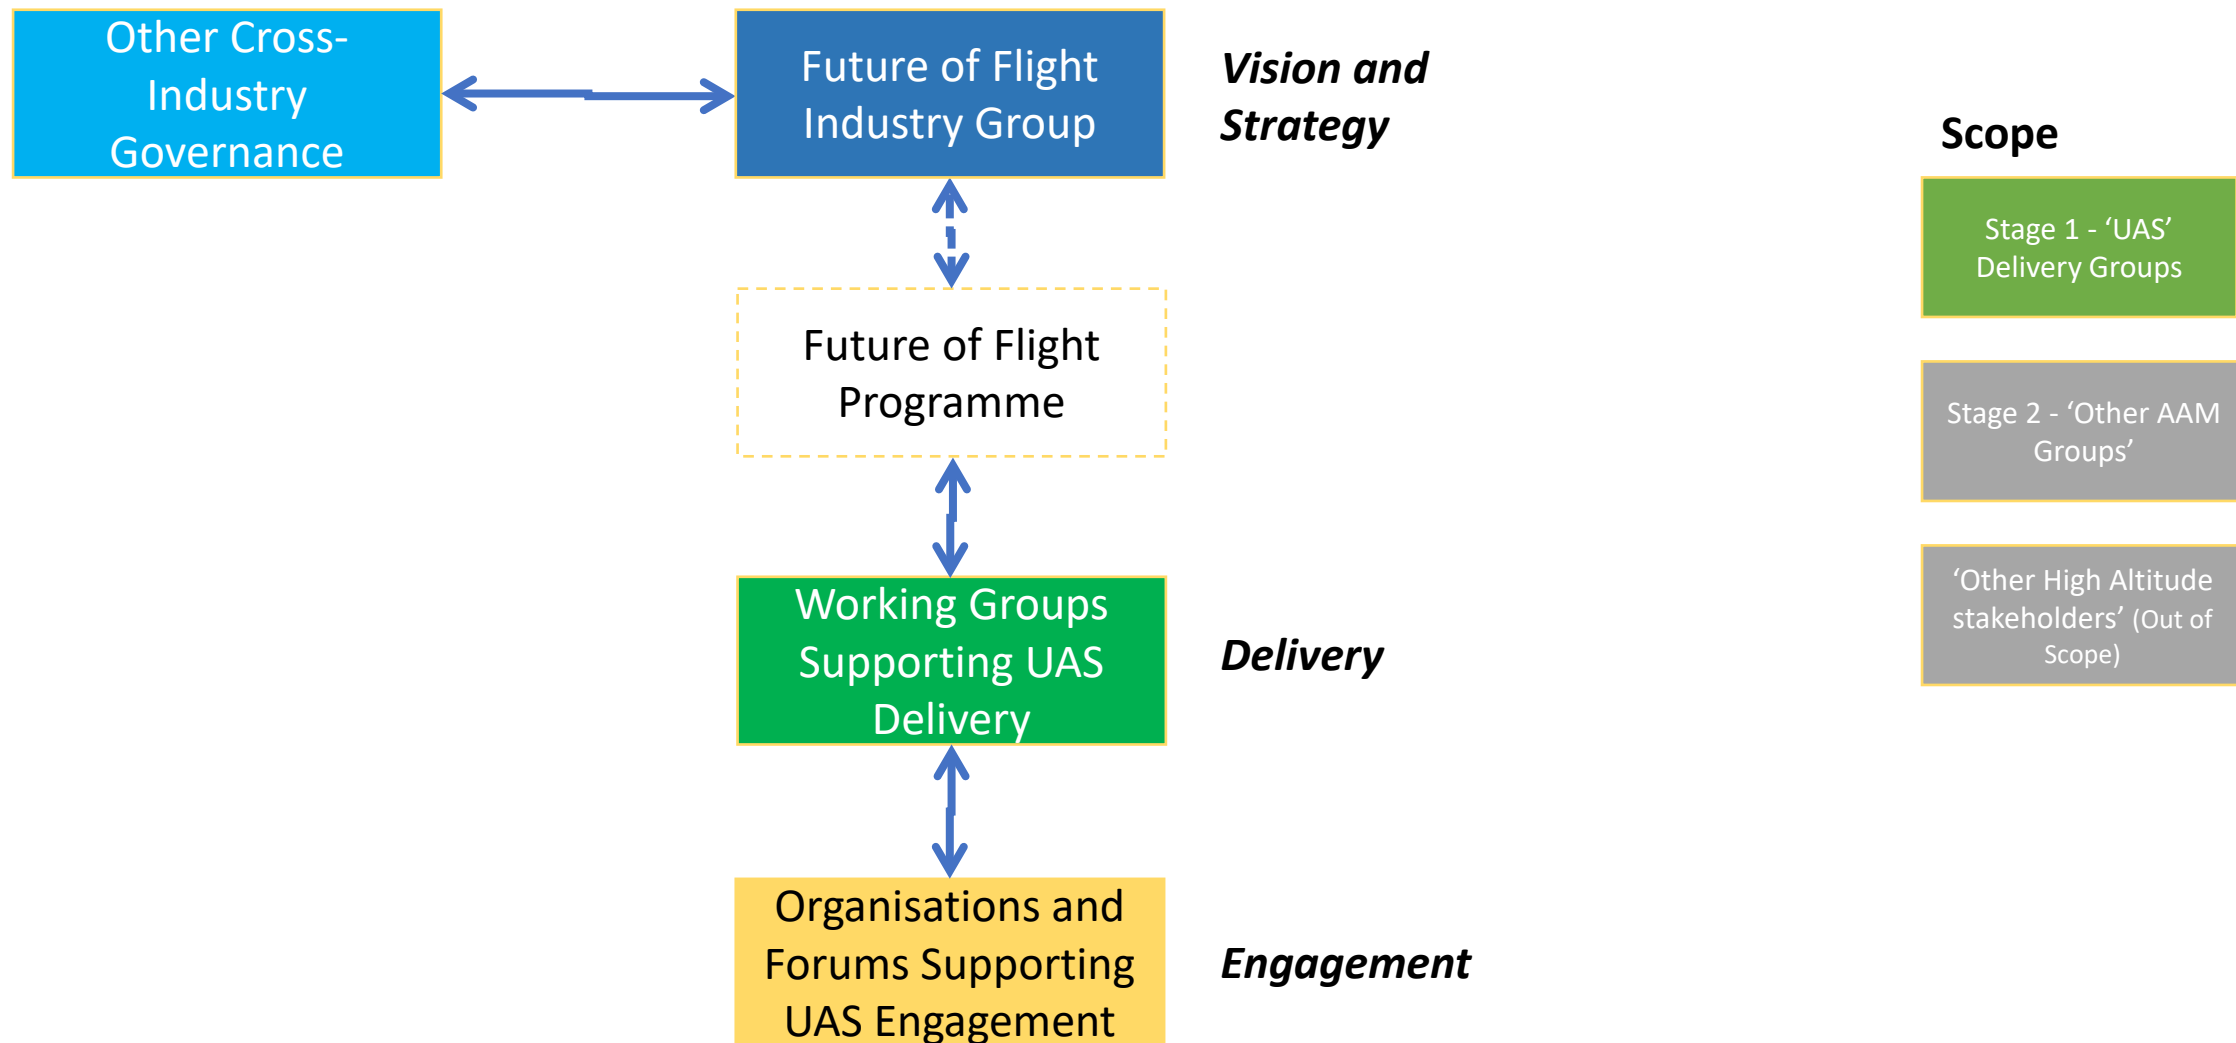 Other Cross-
Industry
Governance
Future of Flight
Industry Group
Vision and
Strategy
Future of Flight
Programme
Working Groups
Supporting UAS
Delivery
Delivery
Organisations and
Forums Supporting
UAS Engagement
Engagement
Scope
Stage 1 - ‘UAS’
Delivery Groups
Stage 2 - ‘Other AAM
Groups’
‘Other High Altitude
stakeholders’ (Out of
Scope)